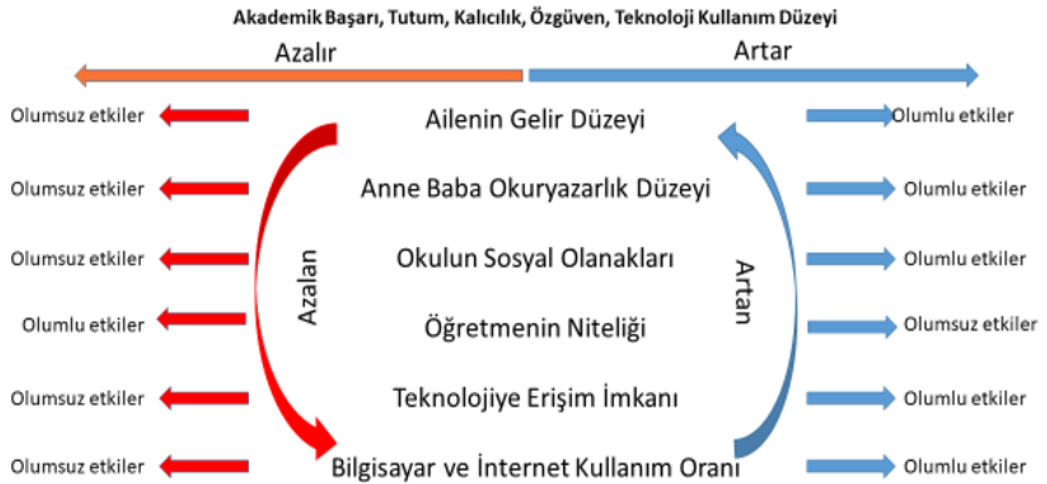 Akademik Başarı, Tutum, Kalıcılık, Özgüven, Teknoloji Kullanım Düzeyi
Azalır Artar
Olumsuz etkiler Ailenin Gelir Düzeyi Olumlu etkiler
Olumsuz etkiler Anne Baba Okuryazarlık Düzeyi Olumlu etkiler
Olumsuz etkiler Okulun Sosyal Olanakları Olumlu etkiler
Azalan Artan
Olumlu etkiler Öğretmenin Niteliği Olumsuz etkiler
Olumsuz etkiler Teknolojiye Erişim İmkanı Olumlu etkiler
Olumsuz etkiler Bilgisayar ve İnternet Kullanım Oranı Olumlu etkiler